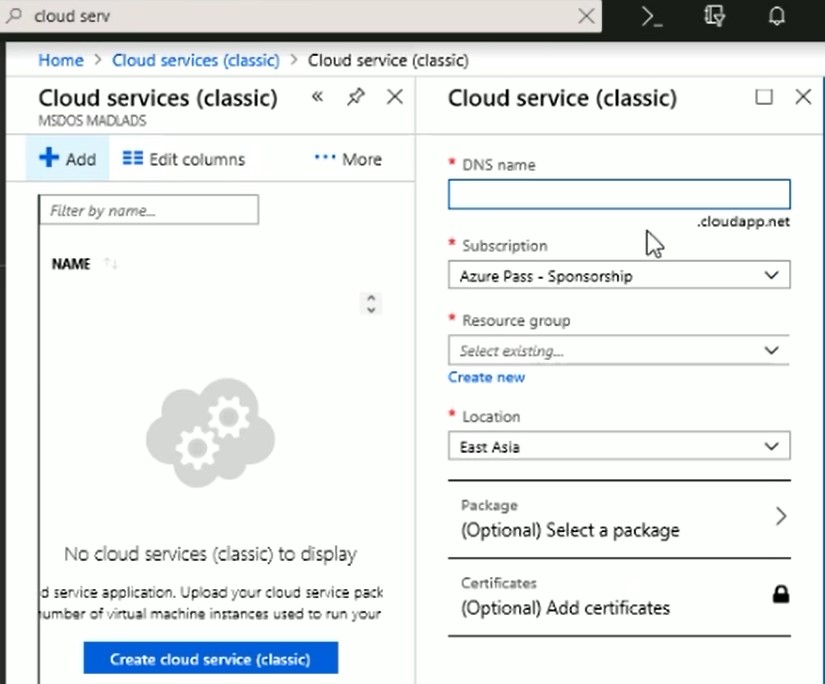 cloud serv
Home > Cloud services (classic) > Cloud service (classic)
Cloud services (classic)
MSDOS MADLADS
Add
Edit columns
More
Filter by name...
NAME
No cloud services (classic) to display
d service application. Upload your cloud service pack
umber of virtual machine instances used to run your
Create cloud service (classic)
Cloud service (classic)
* DNS name
.cloudapp.net
* Subscription
Azure Pass - Sponsorship
* Resource group
Select existing...
Create new
* Location
East Asia
Package
(Optional) Select a package
Certificates
(Optional) Add certificates